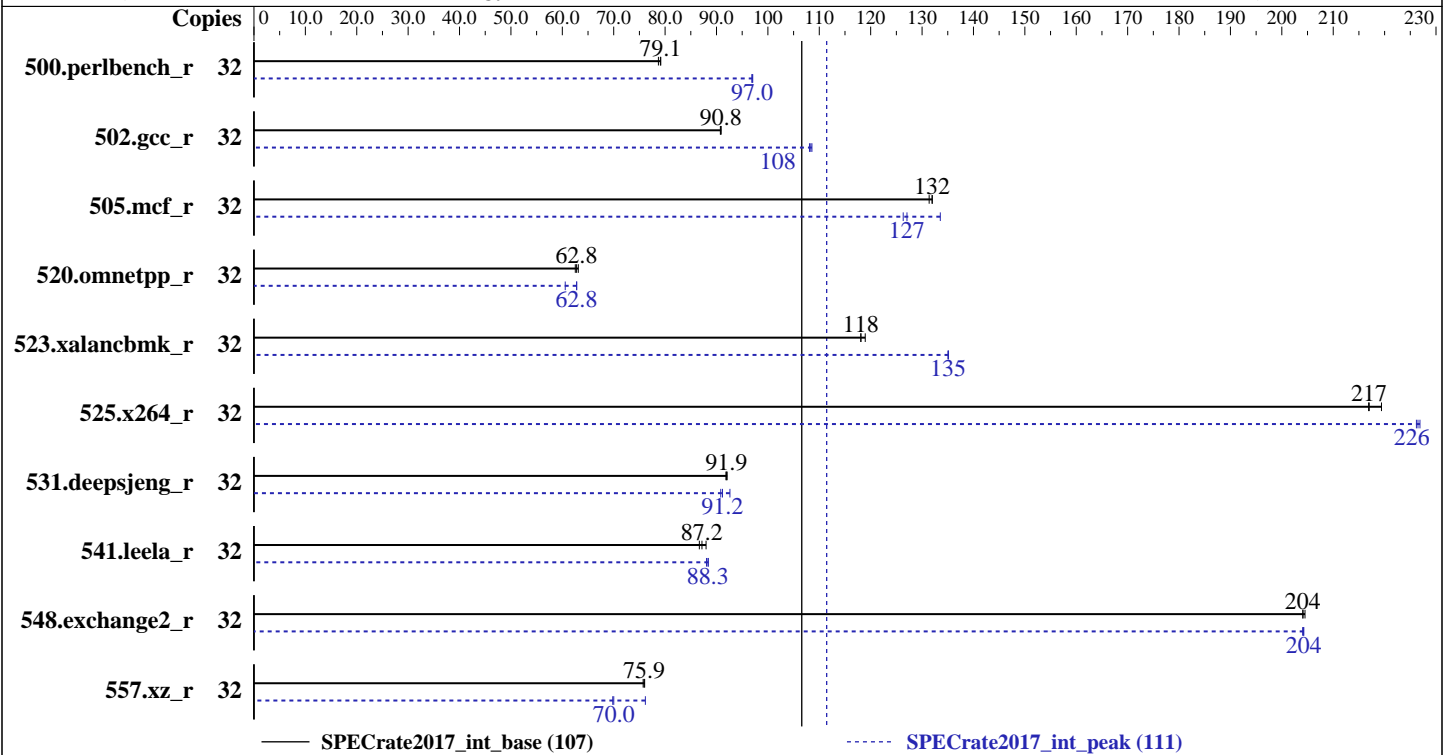 Copies 0 10.0 20.0 30.0 40.0 50.0 60.0 70.0 80.0 90.0 100 110 120 130 140 150 160 170 180 190 200 210 230
79.1
500.perlbench_r 32
97.0
90.8
502.gcc_r 32
108
132
505.mcf_r 32
127
62.8
520.omnetpp_r 32
62.8
118
523.xalancbmk_r 32
135
217
525.x264_r 32
226
91.9
531.deepsjeng_r 32
91.2
87.2
541.leela_r 32
88.3
204
548.exchange2_r 32
204
75.9
557.xz_r 32
70.0
SPECrate2017_int_base (107) SPECrate2017_int_peak (111)